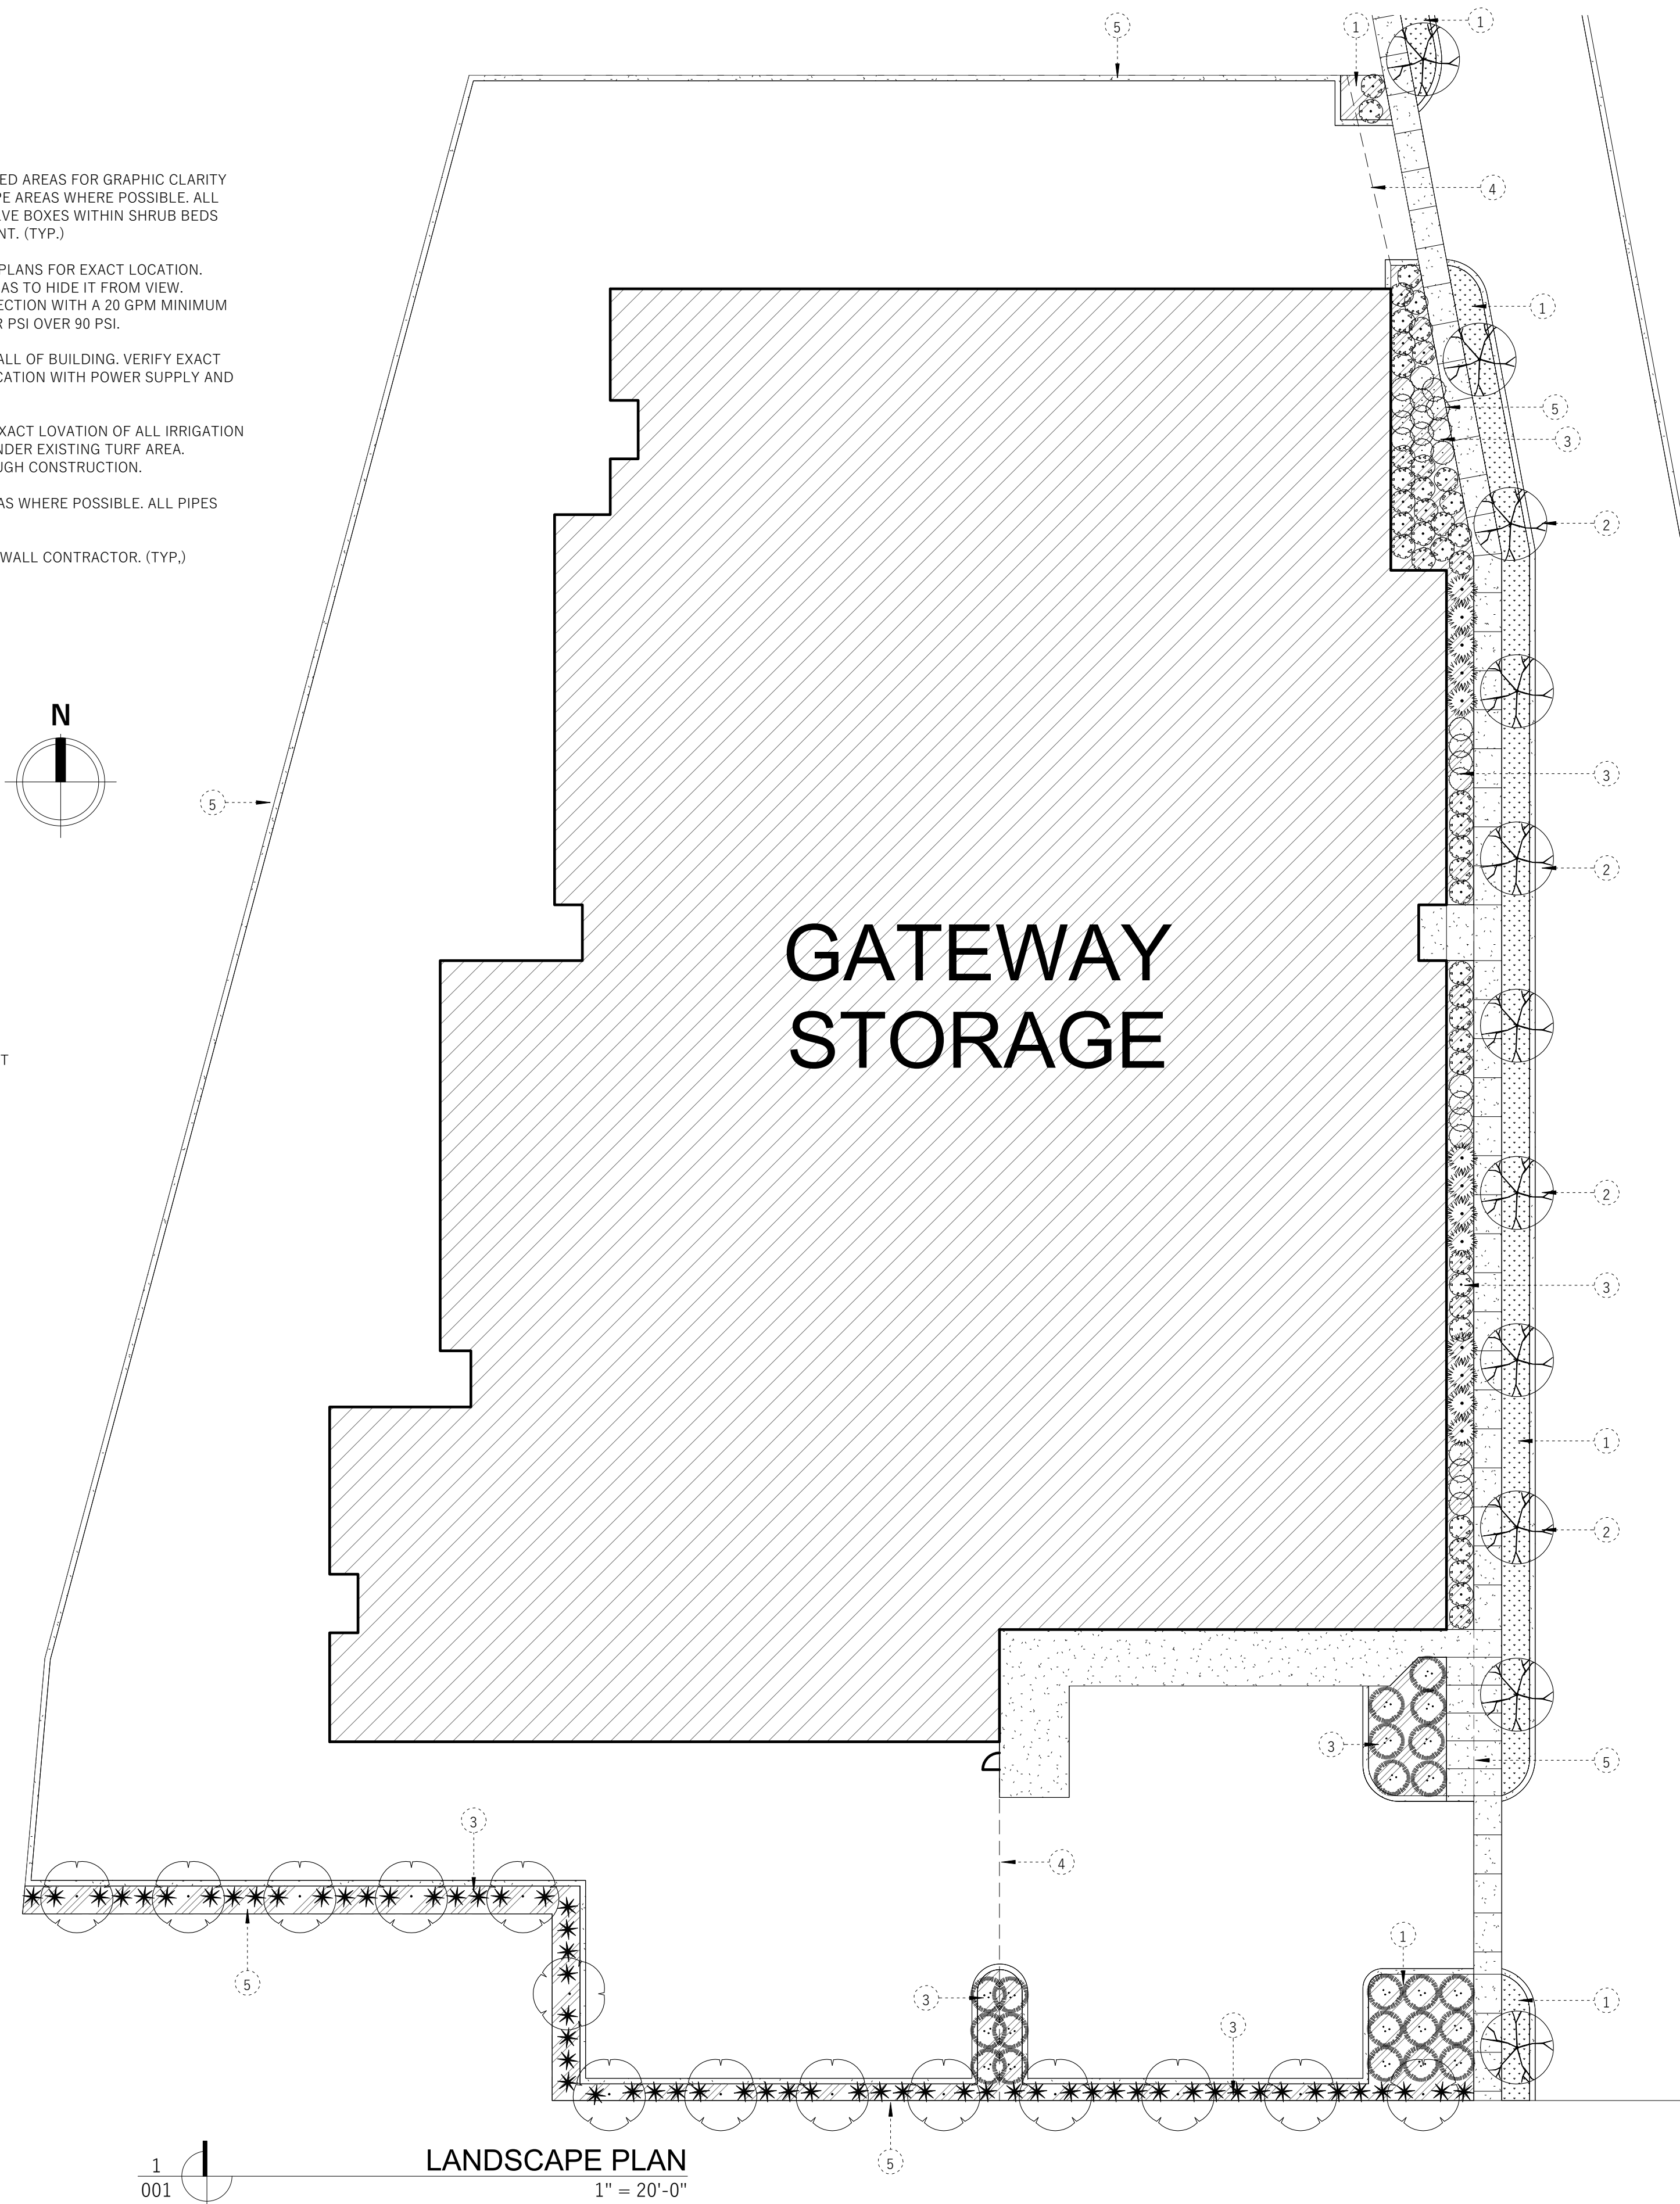 5
1
1
ED AREAS FOR GRAPHIC CLARITY
PE AREAS WHERE POSSIBLE. ALL
VE BOXES WITHIN SHRUB BEDS
NT. (TYP.)
4
PLANS FOR EXACT LOCATION.
AS TO HIDE IT FROM VIEW.
ECTION WITH A 20 GPM MINIMUM
R PSI OVER 90 PSI.
1
ALL OF BUILDING. VERIFY EXACT
CATION WITH POWER SUPPLY AND
5
XACT LOVATION OF ALL IRRIGATION
NDER EXISTING TURF AREA.
UGH CONSTRUCTION.
3
AS WHERE POSSIBLE. ALL PIPES
2
WALL CONTRACTOR. (TYP,)
N
3
5
2
GATEWAY
STORAGE
T
2
3
1
2
3
5
3
4
1
5
3
1
3
5
LANDSCAPE PLAN
1
001
1" = 20'-0"